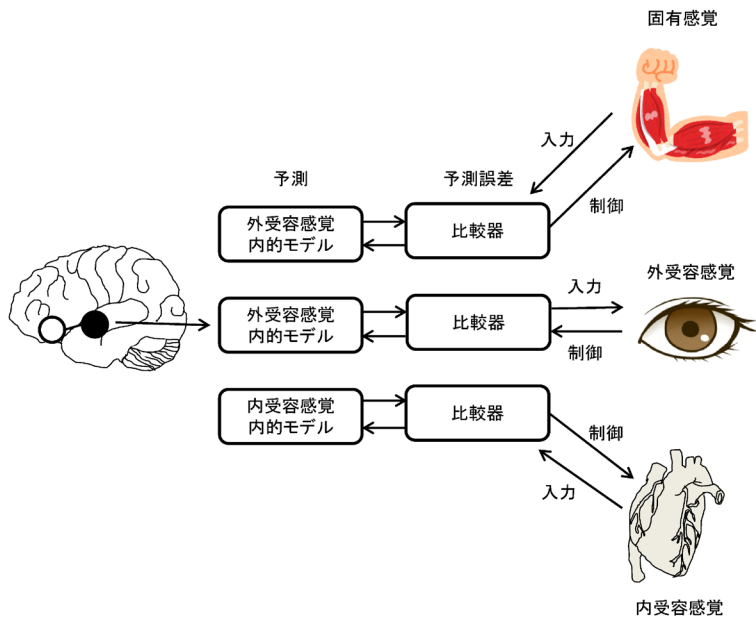 固有感覚
入力
予測
予測誤差
制御
外受容感覚
内的モデル
比較器
外受容感覚
入力
外受容感覚
内的モデル
比較器
制御
内受容感覚
内的モデル
比較器
制御
入力
内受容感覚